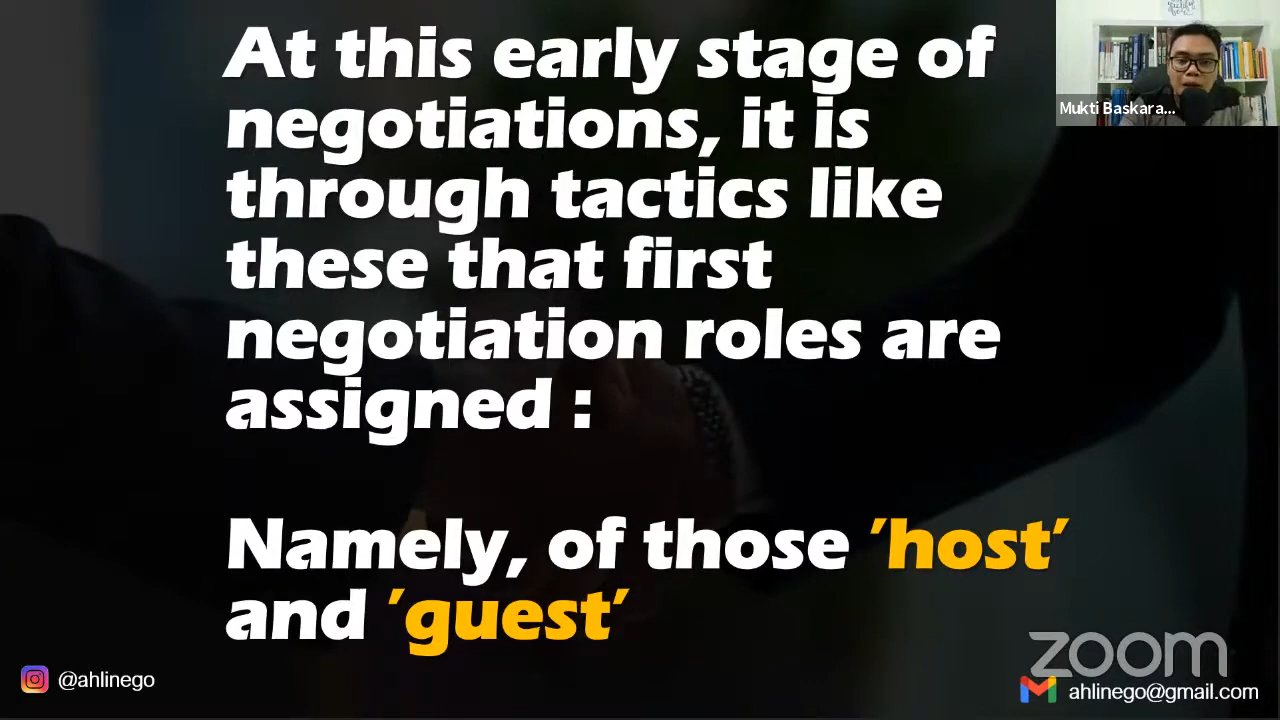 At this early stage of
negotiations, it is
through tactics like
these that first
negotiation roles are
assigned :
Namely, of those 'host'
and 'guest'
Mukti Baskara...
@ahlinego
zoom
ahlinego@gmail.com